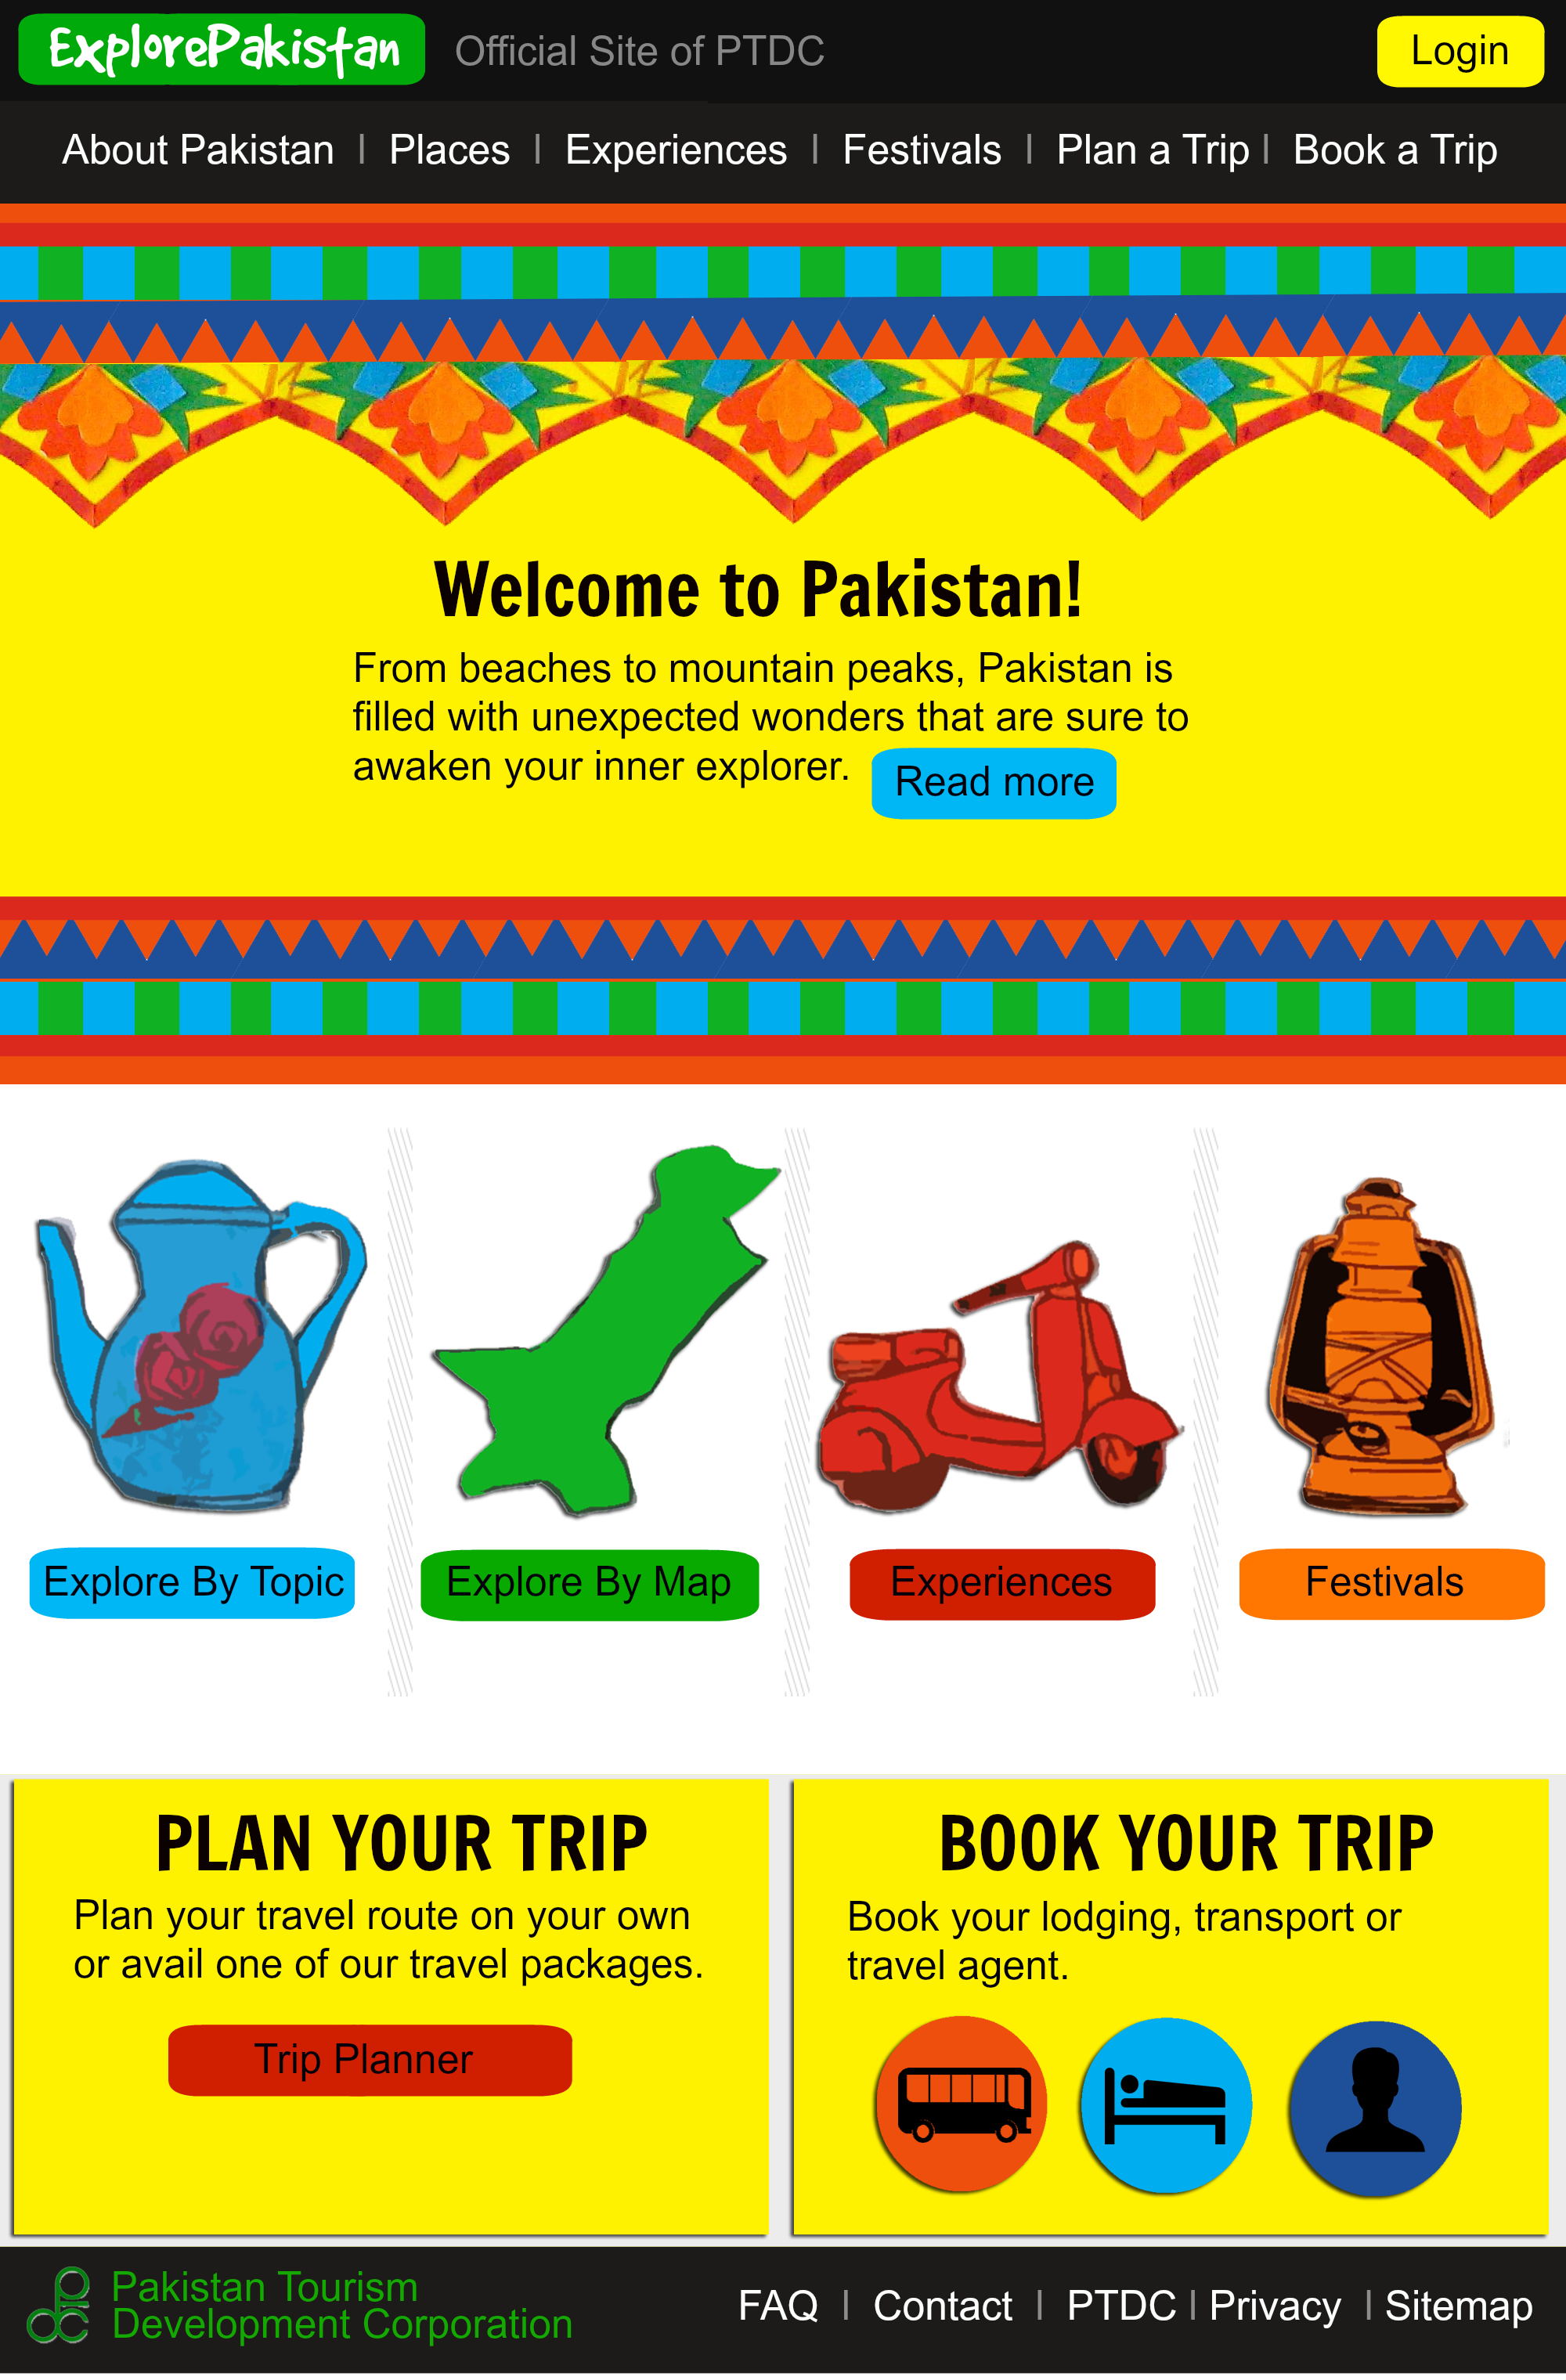 ExplorePakistan Official Site of PTDC Login
About Pakistan | Places | Experiences | Festivals | Plan a Trip | Book a Trip
Welcome to Pakistan!
From beaches to mountain peaks, Pakistan is
filled with unexpected wonders that are sure to
awaken your inner explorer. Read more
Explore By Topic
Explore By Map
Experiences
Festivals
PLAN YOUR TRIP
Plan your travel route on your own
or avail one of our travel packages.
Trip Planner
BOOK YOUR TRIP
Book your lodging, transport or
travel agent.
Pakistan Tourism
Development Corporation
FAQ | Contact | PTDC | Privacy | Sitemap